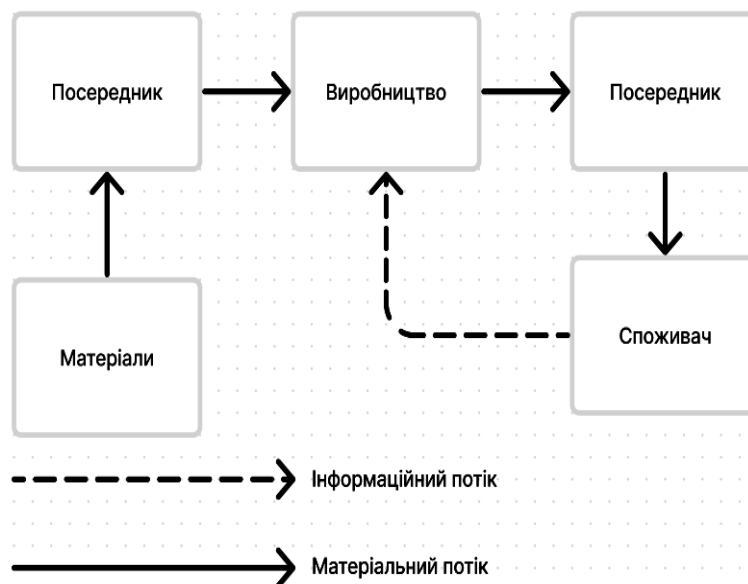 Посередник
Виробництво
Посередник
Матеріали
Споживач
Інформаційний потік
Матеріальний потік